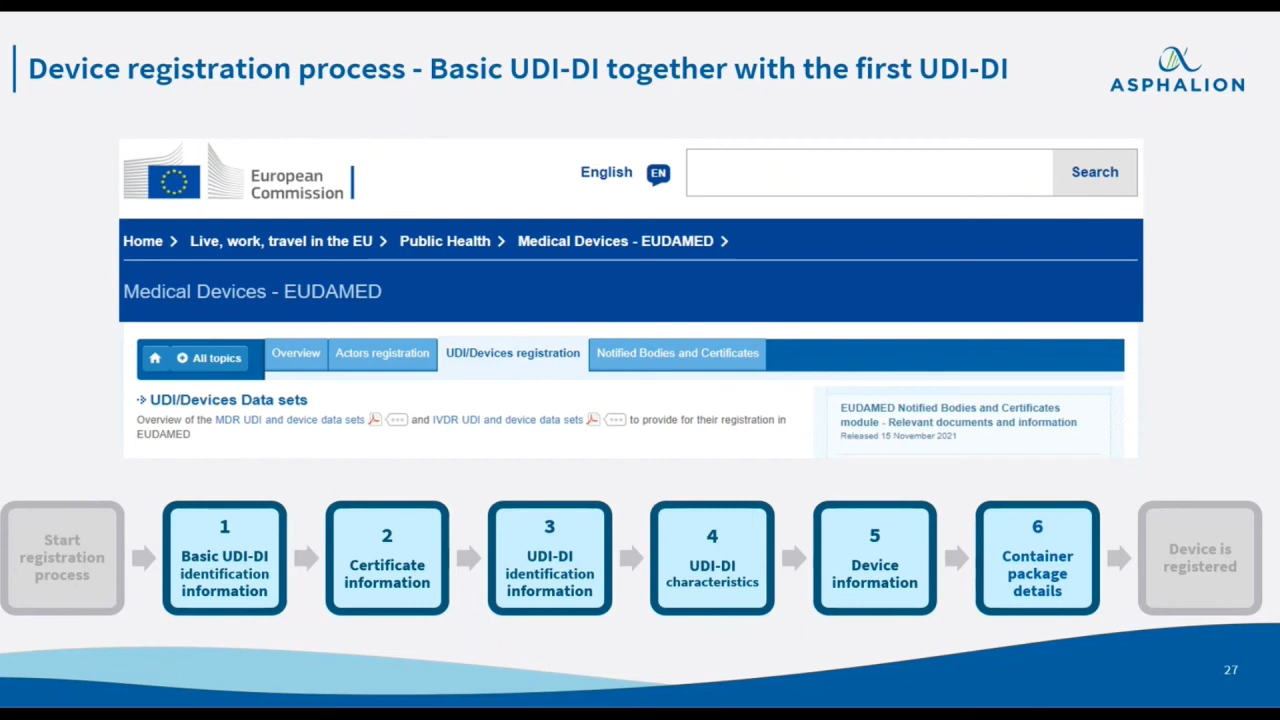 Device registration process - Basic UDI-DI together with the first UDI-DI
ASPHALION
European
Commission
English EN
Search
Home > Live, work, travel in the EU > Public Health > Medical Devices - EUDAMED >
Medical Devices - EUDAMED
All topics
Overview
Actors registration
UDI/Devices registration
Notified Bodies and Certificates
UDI/Devices Data sets
Overview of the MDR UDI and device data sets and IVDR UDI and device data sets to provide for their registration in
EUDAMED
EUDAMED Notified Bodies and Certificates
module - Relevant documents and information
Released 15 November 2021
Start
registration
process
1
Basic UDI-DI
identification
information
2
Certificate
information
3
UDI-DI
identification
information
4
UDI-DI
characteristics
5
Device
information
6
Container
package
details
Device is
registered
27